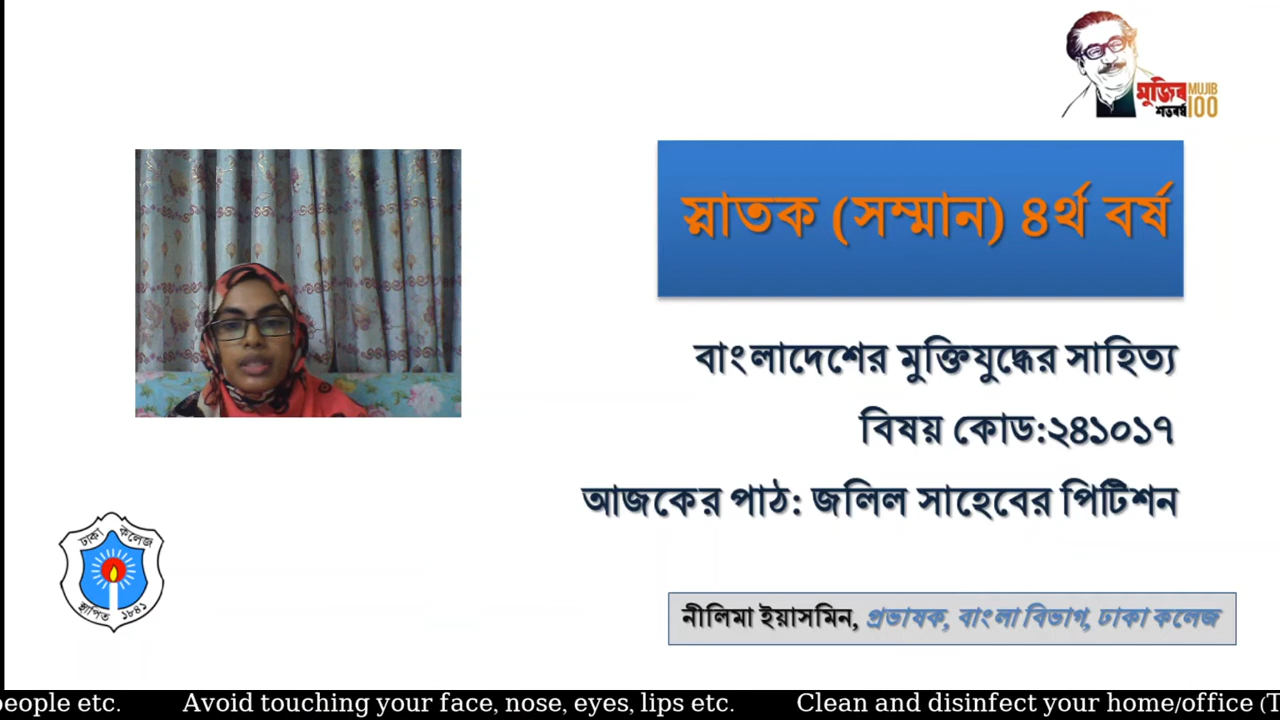 মুজিব MUJIB
শতবর্ষ 100
স্নাতক (সম্মান) ৪র্থ বর্ষ
বাংলাদেশের মুক্তিযুদ্ধের সাহিত্য
বিষয় কোড:২৪১০১৭
আজকের পাঠ: জলিল সাহেবের পিটিশন
ঢাকা কলেজ
স্থাপিত ১৮৪১
নীলিমা ইয়াসমিন, প্রভাষক, বাংলা বিভাগ, ঢাকা কলেজ
people etc. Avoid touching your face, nose, eyes, lips etc. Clean and disinfect your home/office (T